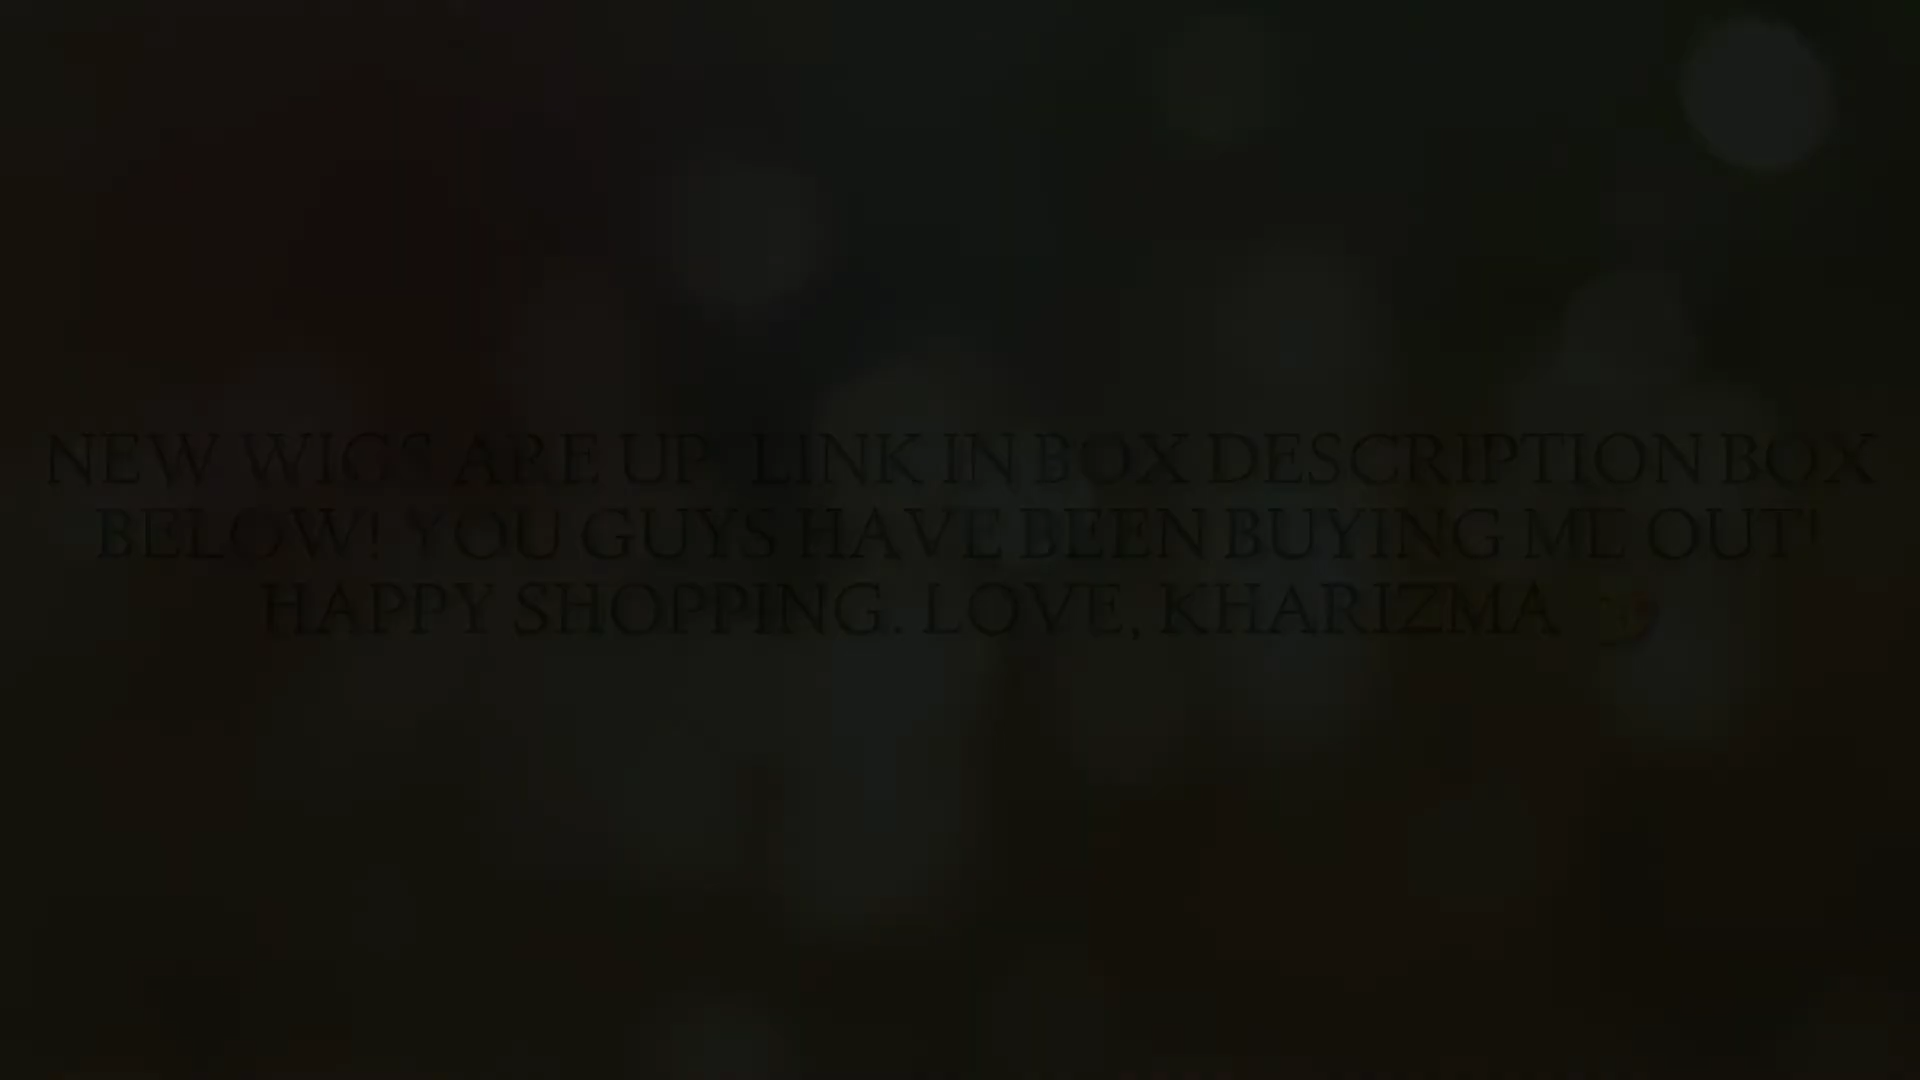 NEW WIGS ARE UP LINK IN BOX DESCRIPTION BOX
BELOW! YOU GUYS HAVE BEEN BUYING ME OUT!
HAPPY SHOPPING. LOVE, KHARIZMA